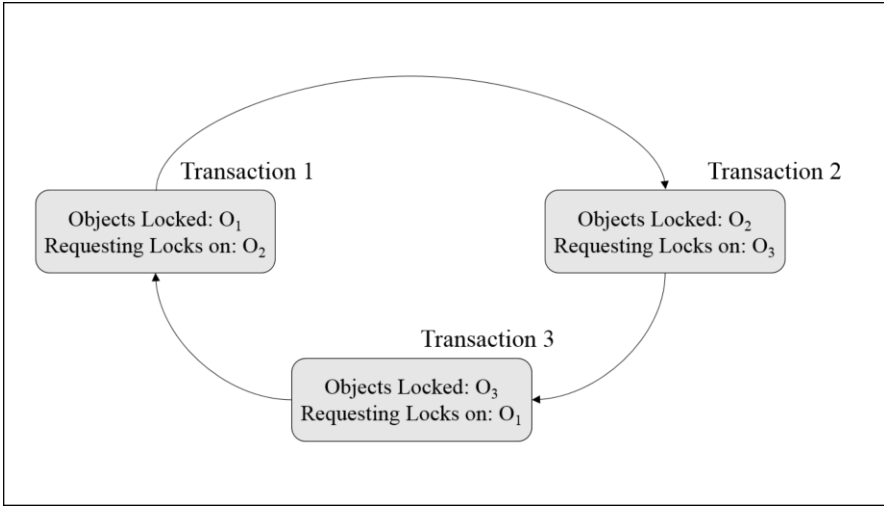 Transaction 1
Objects Locked: O₁
Requesting Locks on: O₂
Transaction 2
Objects Locked: O₂
Requesting Locks on: O₃
Transaction 3
Objects Locked: O₃
Requesting Locks on: O₁